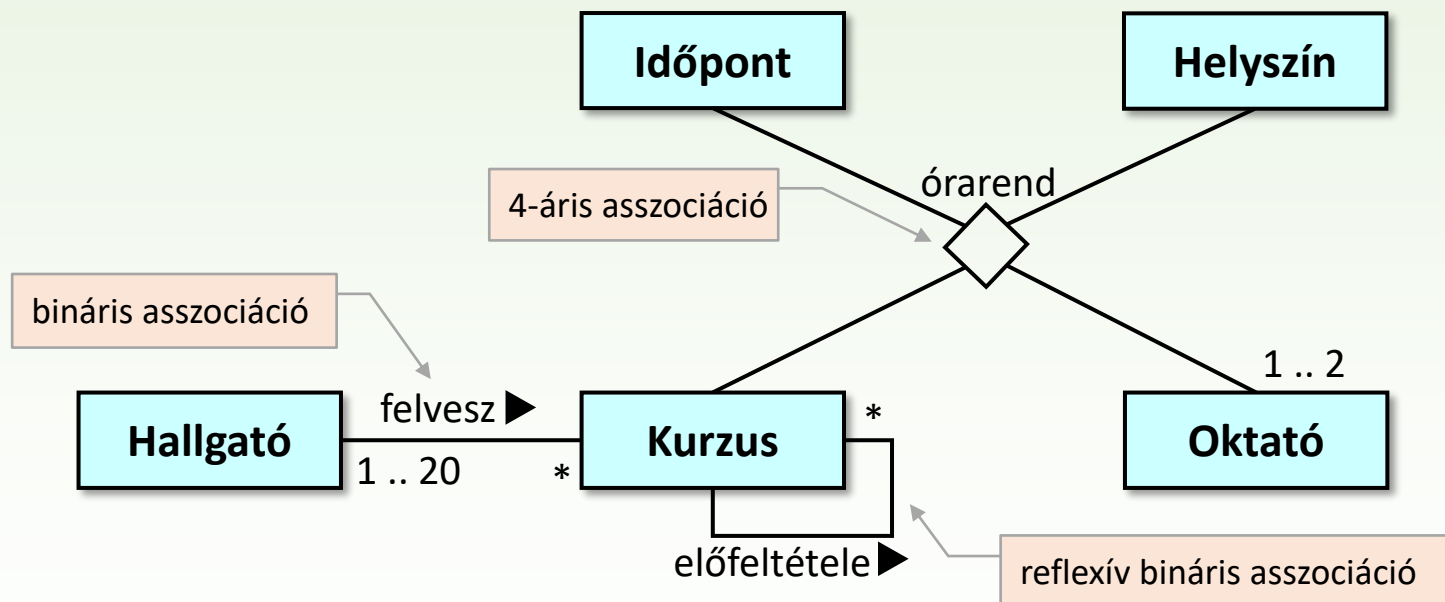 Időpont
Helyszín
4-áris asszociáció
órarend
bináris asszociáció
felvesz ▶
Hallgató
1 .. 20
*
Kurzus
*
1 .. 2
Oktató
előfeltétele ▶
reflexív bináris asszociáció